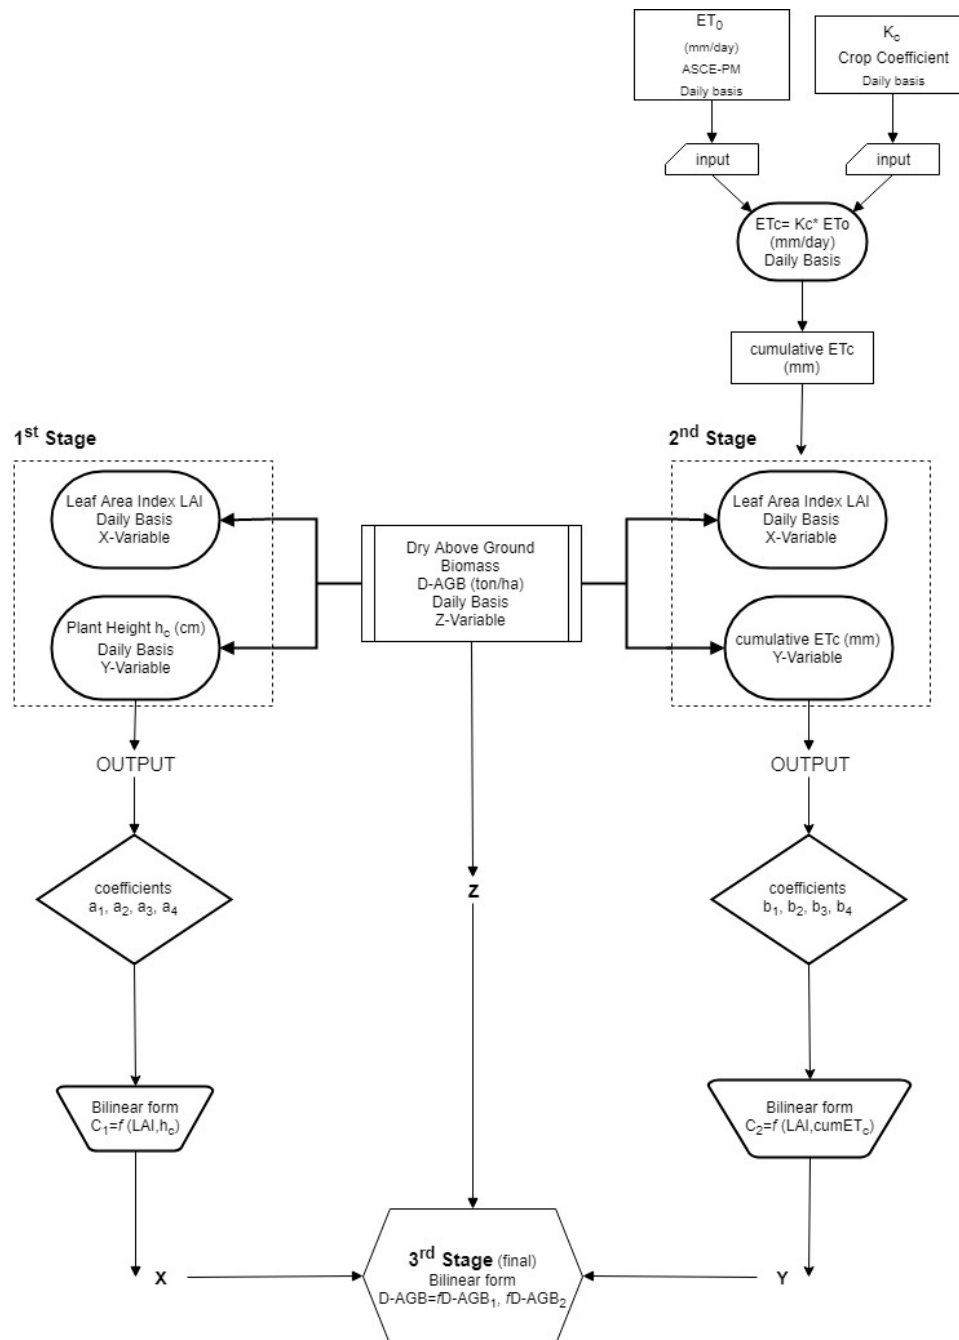 ET0
(mm/day)
ASCE-PM
Daily basis
Kc
Crop Coefficient
Daily basis
input
input
ETc= Kc* ETo
(mm/day)
Daily Basis
cumulative ETc
(mm)
1st Stage
2nd Stage
Leaf Area Index LAI
Daily Basis
X-Variable
Dry Above Ground
Biomass
D-AGB (ton/ha)
Daily Basis
Z-Variable
Leaf Area Index LAI
Daily Basis
X-Variable
Plant Height hc (cm)
Daily Basis
Y-Variable
cumulative ETc (mm)
Y-Variable
OUTPUT
OUTPUT
coefficients
a1, a2, a3, a4
Z
coefficients
b1, b2, b3, b4
Bilinear form
C1=f (LAI,hc)
Bilinear form
C2=f (LAI,cumETc)
X
3rd Stage (final)
Bilinear form
D-AGB=fD-AGB1, fD-AGB2
Y